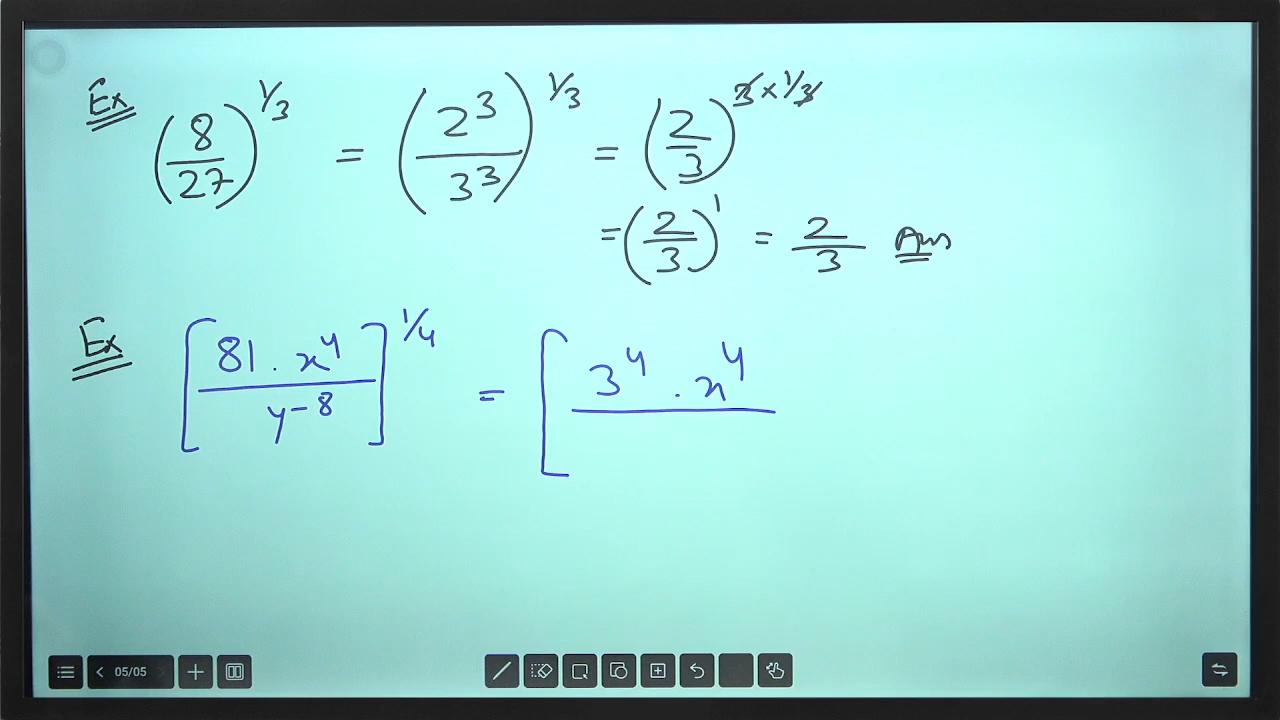 Ex (8/27)^1/3 = (2^3/3^3)^1/3 = (2/3)^3×1/3
= (2/3)^1 = 2/3 Ans
Ex [81 . x^4 / y^-8]^1/4 = [3^4 . x^4
05/05